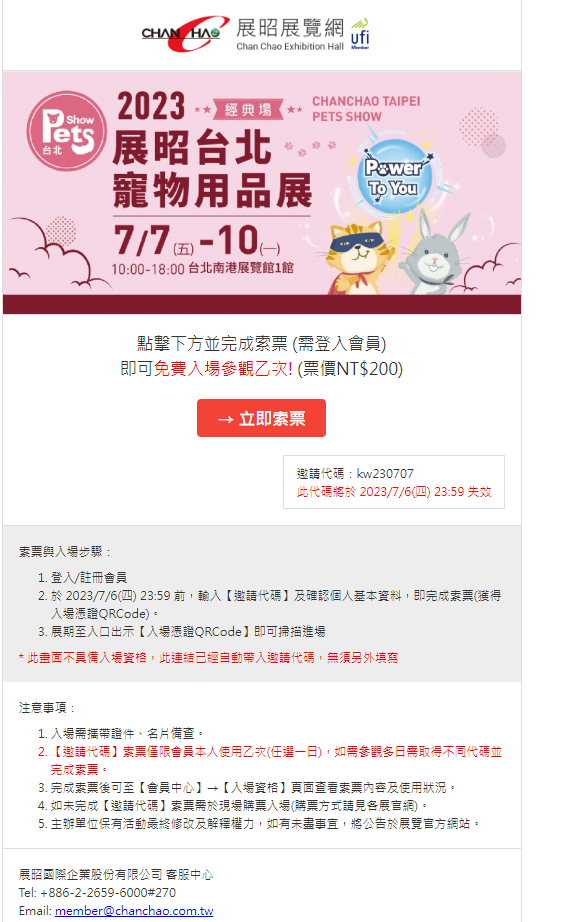 CHAN CHAO
展昭展覽網
Chan Chao Exhibition Hall
ufi
Member
Show
Pets
台北
2023 ★★ 經典場 ★★
CHANCHAO TAIPEI
PETS SHOW
展昭台北
寵物用品展
7/7(五)-10(一)
10:00-18:00 台北南港展覽館1館
Power
To You
點擊下方並完成索票 (需登入會員)
即可免費入場參觀乙次! (票價NT$200)
→ 立即索票
邀請代碼：kw230707
此代碼將於 2023/7/6(四) 23:59 失效
索票與入場步驟：
1. 登入/註冊會員
2. 於 2023/7/6(四) 23:59 前，輸入【邀請代碼】及確認個人基本資料，即完成索票(獲得
入場憑證QRCode)。
3. 展期至入口出示【入場憑證QRCode】即可掃描進場
* 此畫面不具備入場資格，此連結已經自動帶入邀請代碼，無須另外填寫
注意事項：
1. 入場需攜帶證件、名片備查。
2. 【邀請代碼】索票僅限會員本人使用乙次(任選一日)，如需參觀多日需取得不同代碼並
完成索票。
3. 完成索票後可至【會員中心】→【入場資格】頁面查看索票內容及使用狀況。
4. 如未完成【邀請代碼】索票需於現場購票入場(購票方式請見各展官網)。
5. 主辦單位保有活動最終修改及解釋權力，如有未盡事宜，將公告於展覽官方網站。
展昭國際企業股份有限公司 客服中心
Tel: +886-2-2659-6000#270
Email: member@chanchao.com.tw